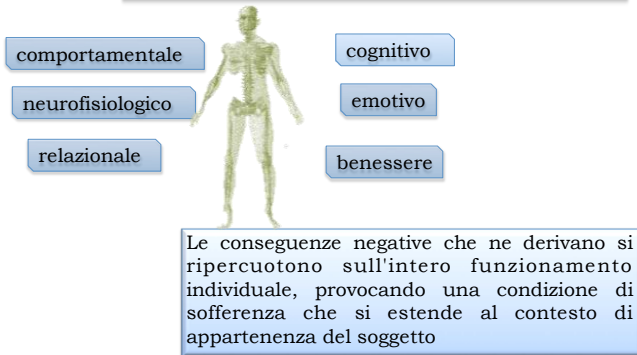 comportamentale
neurofisiologico
relazionale
cognitivo
emotivo
benessere
Le conseguenze negative che ne derivano si
ripercuotono sull'intero funzionamento
individuale, provocando una condizione di
sofferenza che si estende al contesto di
appartenenza del soggetto